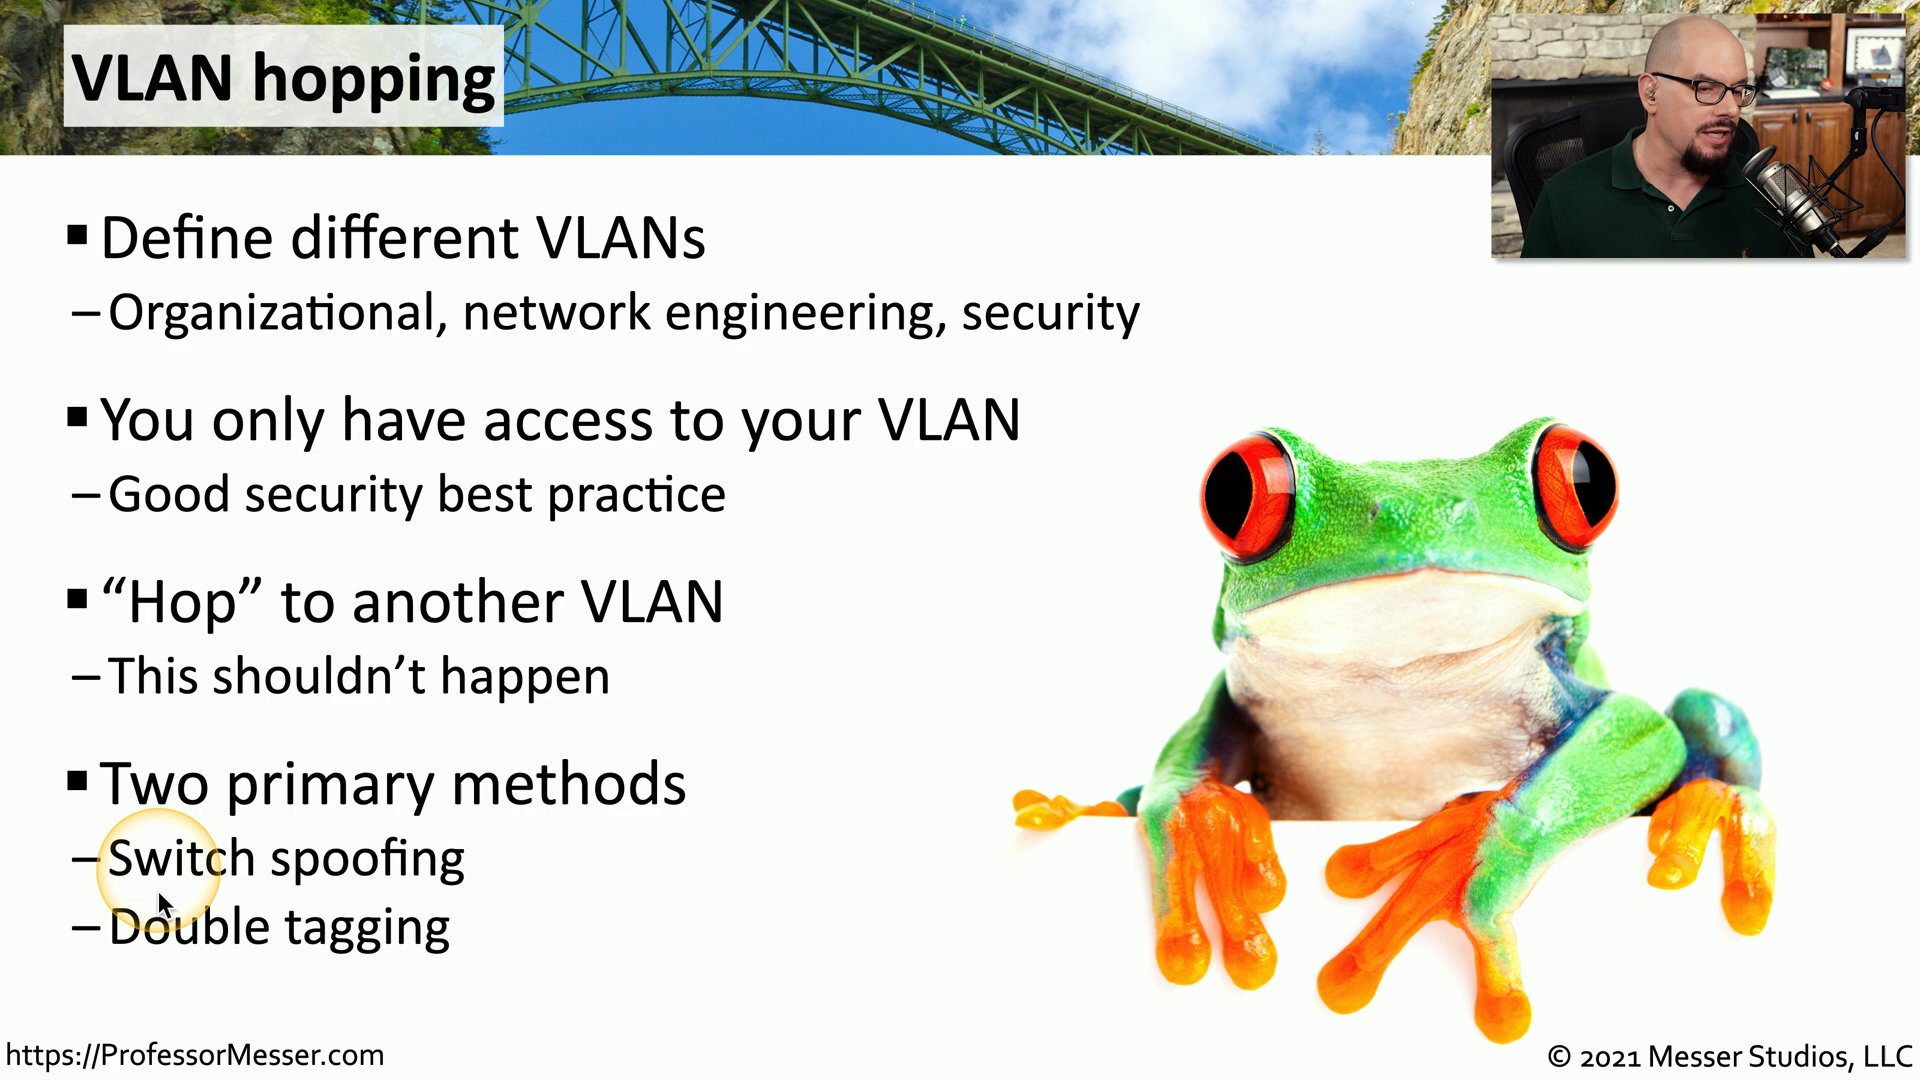 VLAN hopping
▪ Define different VLANs
– Organizational, network engineering, security
▪ You only have access to your VLAN
– Good security best practice
▪ “Hop” to another VLAN
– This shouldn’t happen
▪ Two primary methods
– Switch spoofing
– Double tagging
https://ProfessorMesser.com
© 2021 Messer Studios, LLC